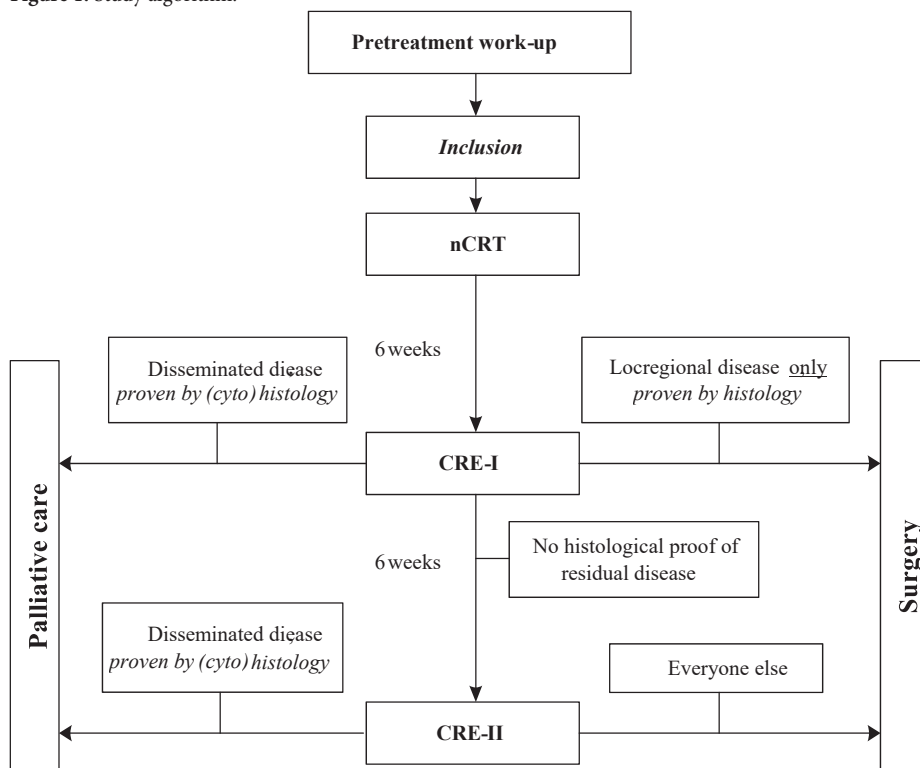 Figure 1. Study algorithm.
Pretreatment work-up
Inclusion
nCRT
6 weeks
Disseminated diease
proven by (cyto) histology
Locregional disease only
proven by histology
CRE-I
Palliative care
Surgery
6 weeks
No histological proof of
residual disease
Disseminated diease
proven by (cyto) histology
Everyone else
CRE-II